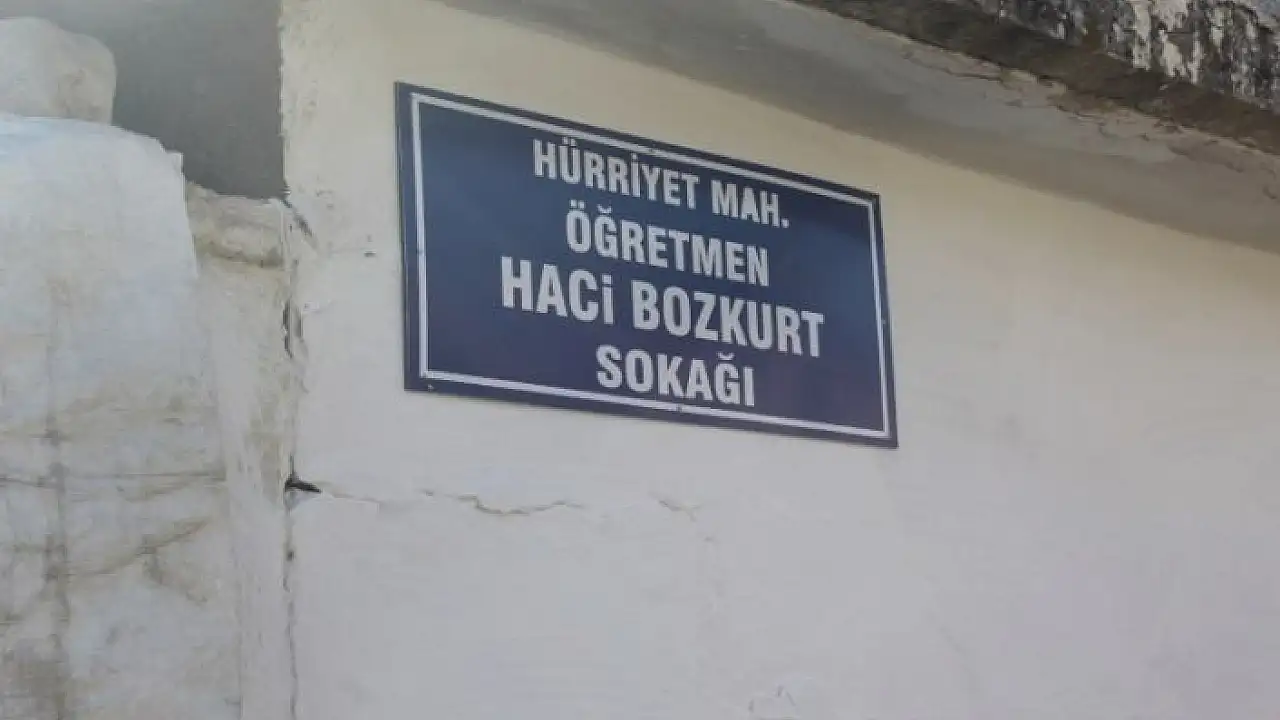 HÜRRİYET MAH.
ÖĞRETMEN
HACİ BOZKURT
SOKAĞI